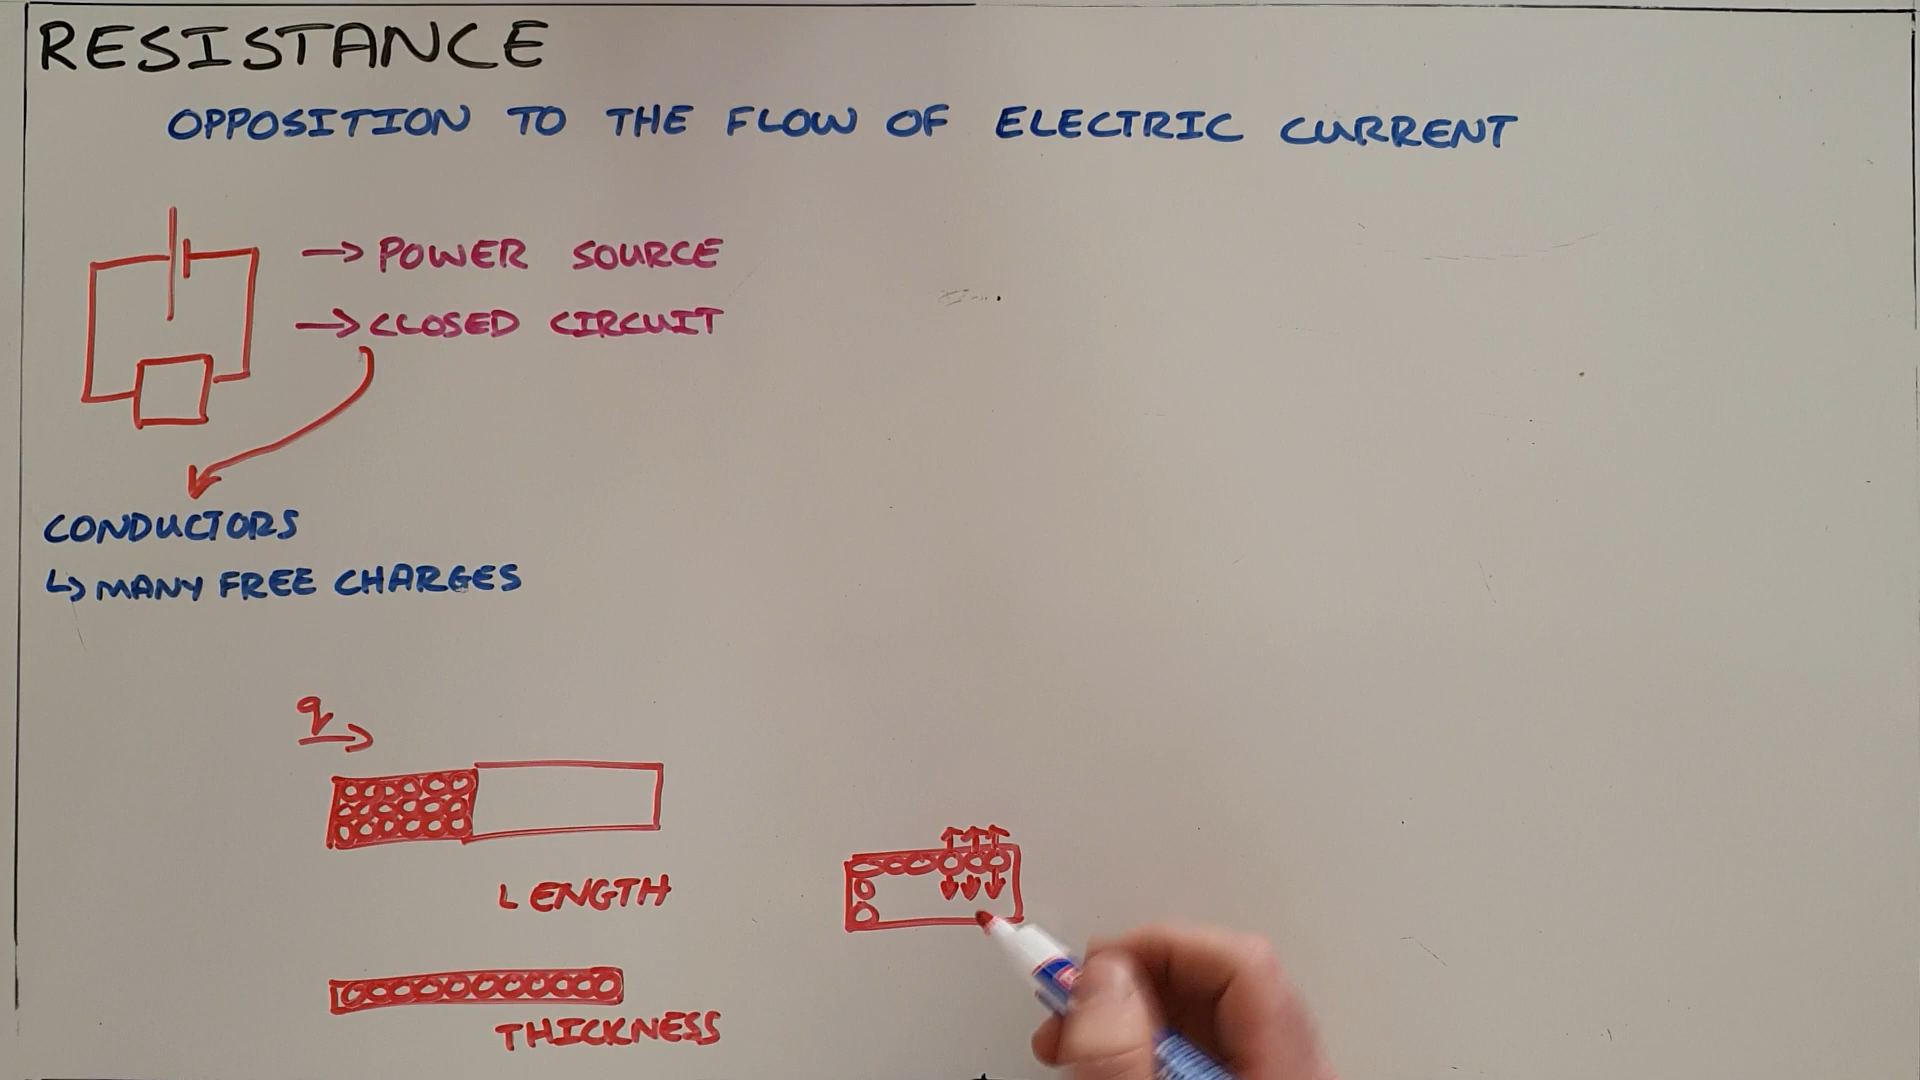 RESISTANCE
OPPOSITION TO THE FLOW OF ELECTRIC CURRENT
→ POWER SOURCE
→ CLOSED CIRCUIT
CONDUCTORS
↳ MANY FREE CHARGES
q
LENGTH
THICKNESS